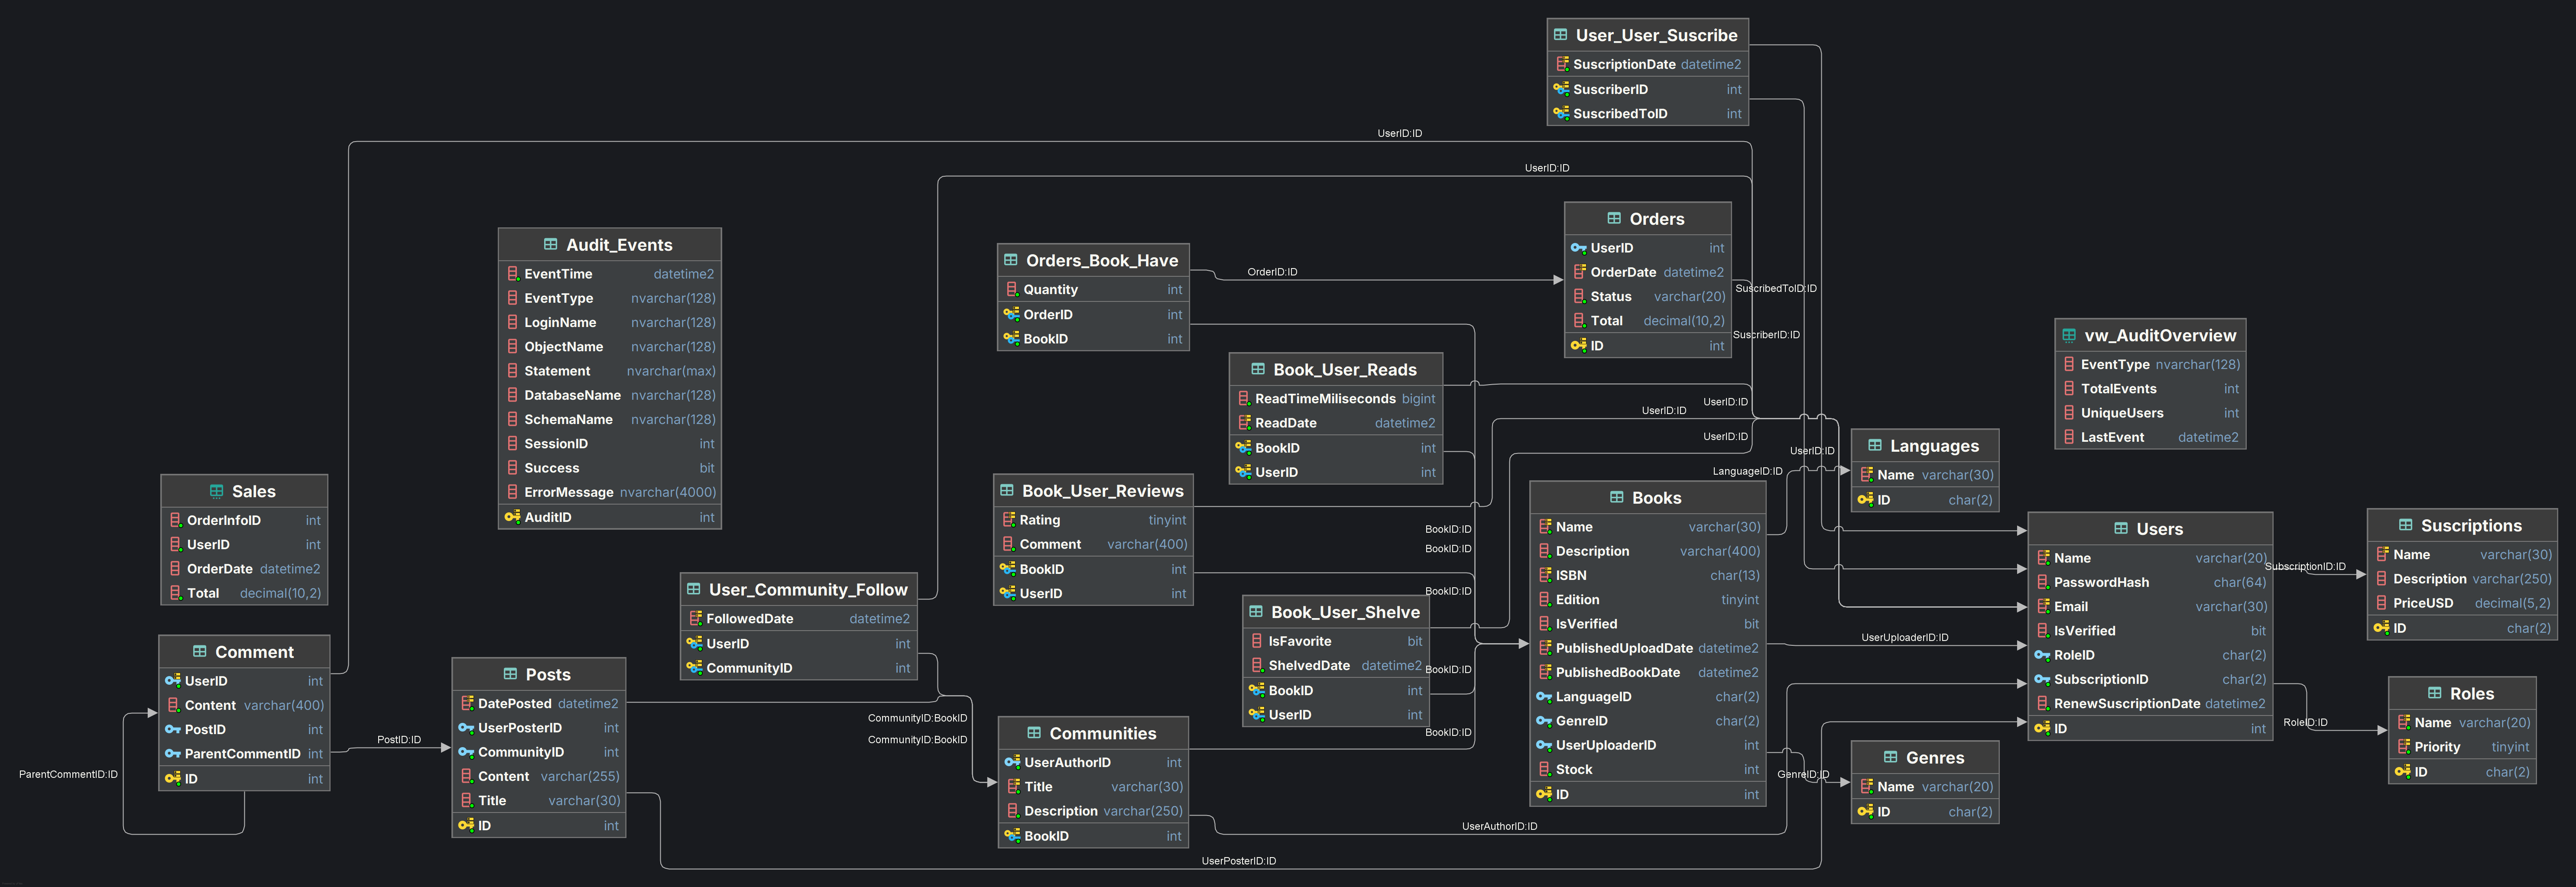 User_User_Suscribe
SuscriptionDate datetime2
SuscriberID int
SuscribedToID int
UserID:ID
UserID:ID
Orders
UserID int
OrderDate datetime2
Status varchar(20)
Total decimal(10,2)
ID int
Audit_Events
EventTime datetime2
EventType nvarchar(128)
LoginName nvarchar(128)
ObjectName nvarchar(128)
Statement nvarchar(max)
DatabaseName nvarchar(128)
SchemaName nvarchar(128)
SessionID int
Success bit
ErrorMessage nvarchar(4000)
AuditID int
Orders_Book_Have
Quantity int
OrderID int
BookID int
OrderID:ID
SuscribedToID:ID
SuscriberID:ID
vw_AuditOverview
EventType nvarchar(128)
TotalEvents int
UniqueUsers int
LastEvent datetime2
Book_User_Reads
ReadTimeMiliseconds bigint
ReadDate datetime2
BookID int
UserID int
UserID:ID
UserID:ID
UserID:ID
UserID:ID
LanguageID:ID
Languages
Name varchar(30)
ID char(2)
Sales
OrderInfoID int
UserID int
OrderDate datetime2
Total decimal(10,2)
Book_User_Reviews
Rating tinyint
Comment varchar(400)
BookID int
UserID int
BookID:ID
BookID:ID
BookID:ID
BookID:ID
BookID:ID
Books
Name varchar(30)
Description varchar(400)
ISBN char(13)
Edition tinyint
IsVerified bit
PublishedUploadDate datetime2
PublishedBookDate datetime2
LanguageID char(2)
GenreID char(2)
UserUploaderID int
Stock int
ID int
Users
Name varchar(20)
PasswordHash char(64)
Email varchar(30)
IsVerified bit
RoleID char(2)
SubscriptionID char(2)
RenewSuscriptionDate datetime2
ID int
SubscriptionID:ID
Suscriptions
Name varchar(30)
Description varchar(250)
PriceUSD decimal(5,2)
ID char(2)
User_Community_Follow
FollowedDate datetime2
UserID int
CommunityID int
Book_User_Shelve
IsFavorite bit
ShelvedDate datetime2
BookID int
UserID int
UserUploaderID:ID
Comment
UserID int
Content varchar(400)
PostID int
ParentCommentID int
ID int
ParentCommentID:ID
PostID:ID
Posts
DatePosted datetime2
UserPosterID int
CommunityID int
Content varchar(255)
Title varchar(30)
ID int
CommunityID:BookID
CommunityID:BookID
Communities
UserAuthorID int
Title varchar(30)
Description varchar(250)
BookID int
GenreID:ID
Genres
Name varchar(20)
ID char(2)
RoleID:ID
Roles
Name varchar(20)
Priority tinyint
ID char(2)
UserAuthorID:ID
UserPosterID:ID